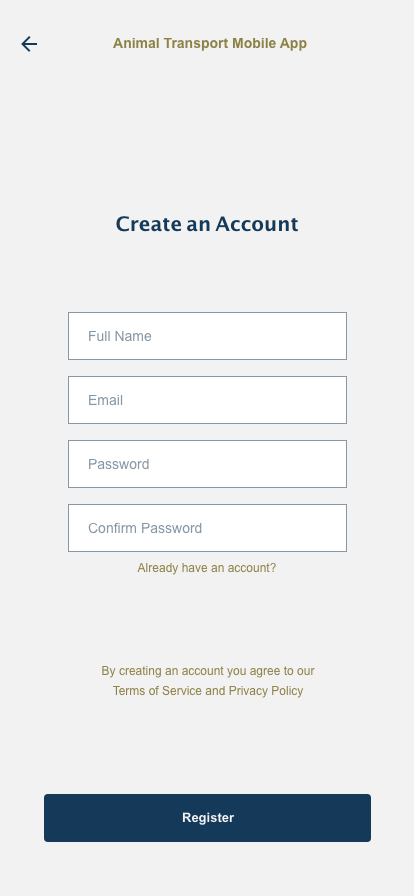 Animal Transport Mobile App
Create an Account
Full Name
Email
Password
Confirm Password
Already have an account?
By creating an account you agree to our
Terms of Service and Privacy Policy
Register